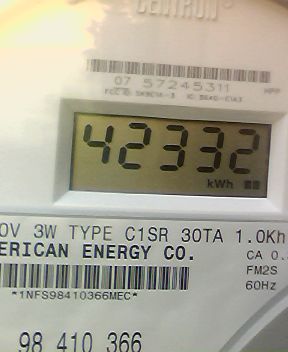 CENTRON®
07 57245311
42332
kWh
0V 3W TYPE C1SR 30TA 1.0Kh
ERICAN ENERGY CO.
CA 0.
FM2S
60Hz
*1NFS98410366MEC*
98 410 366